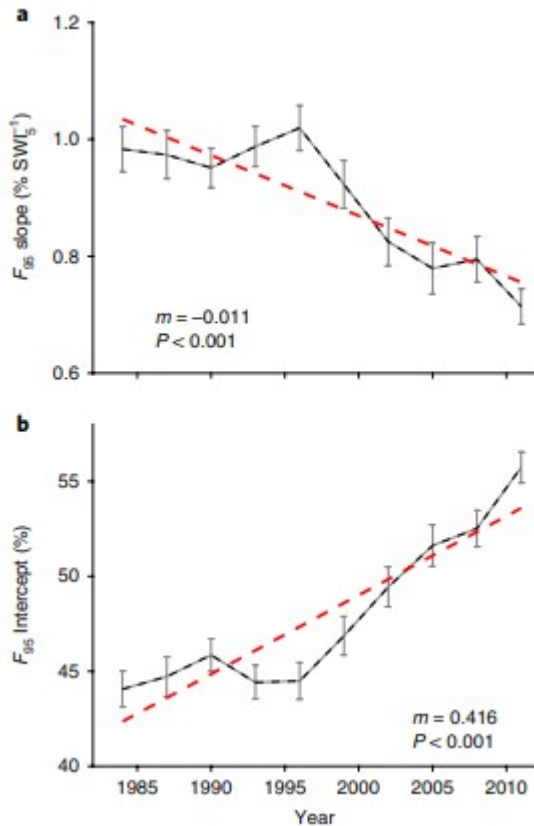 a
1.2
1.0
0.8
0.6
F95 slope (% SWI5−1)
m = −0.011
P < 0.001
b
55
50
45
40
F95 Intercept (%)
m = 0.416
P < 0.001
1985 1990 1995 2000 2005 2010
Year